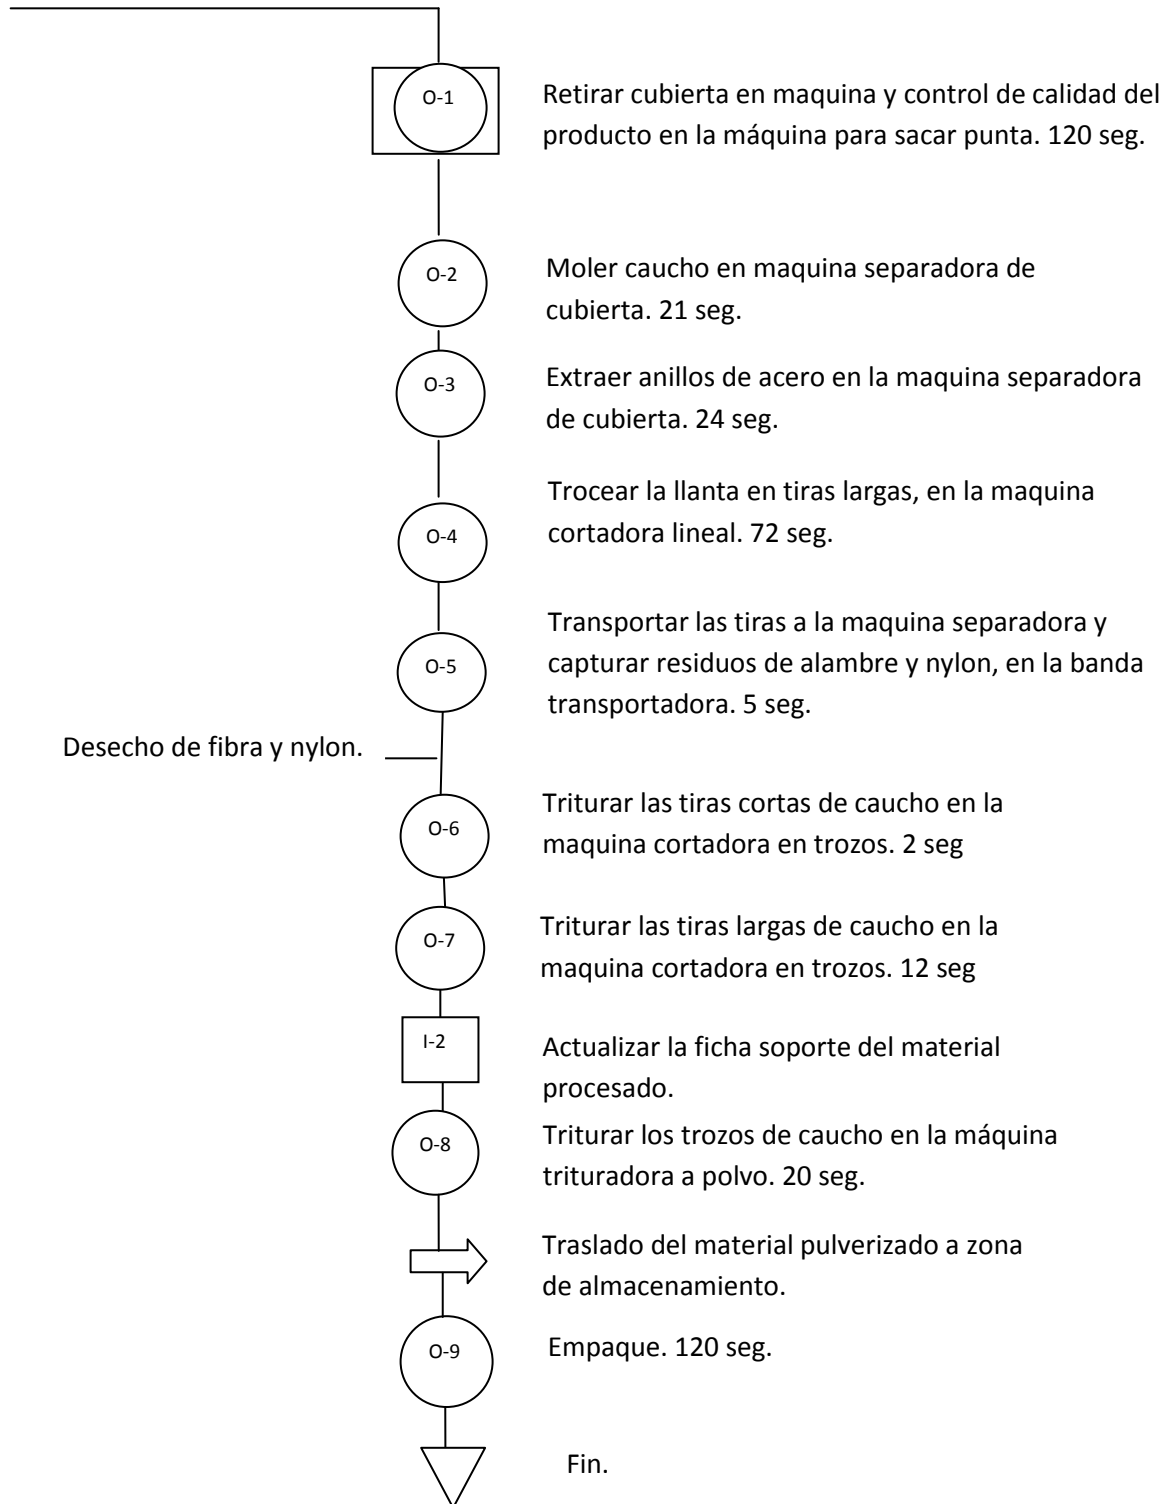 O-1
Retirar cubierta en maquina y control de calidad del
producto en la máquina para sacar punta. 120 seg.
O-2
Moler caucho en maquina separadora de
cubierta. 21 seg.
O-3
Extraer anillos de acero en la maquina separadora
de cubierta. 24 seg.
O-4
Trocear la llanta en tiras largas, en la maquina
cortadora lineal. 72 seg.
O-5
Transportar las tiras a la maquina separadora y
capturar residuos de alambre y nylon, en la banda
transportadora. 5 seg.
Desecho de fibra y nylon.
O-6
Triturar las tiras cortas de caucho en la
maquina cortadora en trozos. 2 seg
O-7
Triturar las tiras largas de caucho en la
maquina cortadora en trozos. 12 seg
I-2
Actualizar la ficha soporte del material
procesado.
O-8
Triturar los trozos de caucho en la máquina
trituradora a polvo. 20 seg.
Traslado del material pulverizado a zona
de almacenamiento.
O-9
Empaque. 120 seg.
Fin.